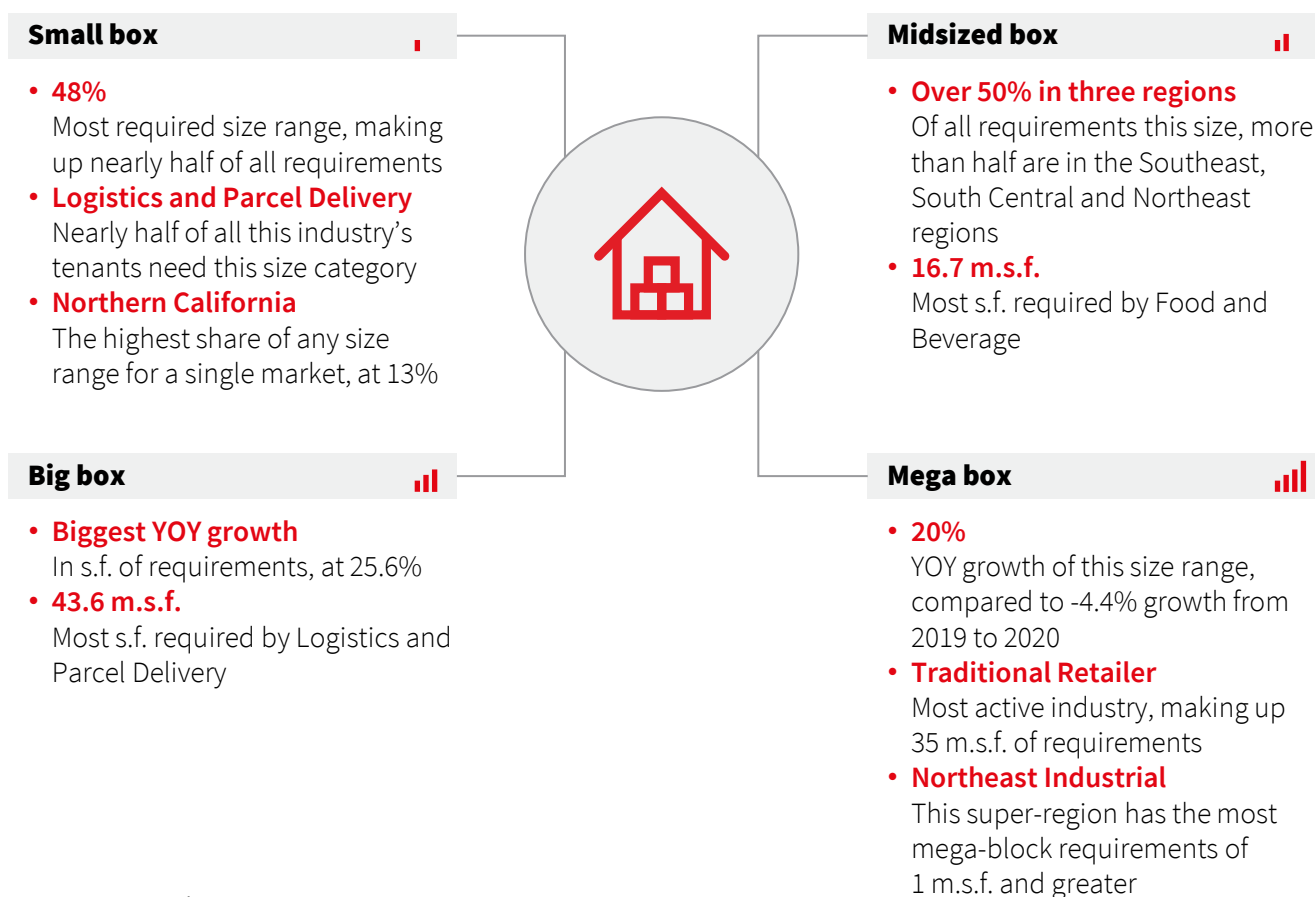 Small box
• 48%
Most required size range, making
up nearly half of all requirements
• Logistics and Parcel Delivery
Nearly half of all this industry’s
tenants need this size category
• Northern California
The highest share of any size
range for a single market, at 13%
Midsized box
• Over 50% in three regions
Of all requirements this size, more
than half are in the Southeast,
South Central and Northeast
regions
• 16.7 m.s.f.
Most s.f. required by Food and
Beverage
Big box
• Biggest YOY growth
In s.f. of requirements, at 25.6%
• 43.6 m.s.f.
Most s.f. required by Logistics and
Parcel Delivery
Mega box
• 20%
YOY growth of this size range,
compared to -4.4% growth from
2019 to 2020
• Traditional Retailer
Most active industry, making up
35 m.s.f. of requirements
• Northeast Industrial
This super-region has the most
mega-block requirements of
1 m.s.f. and greater